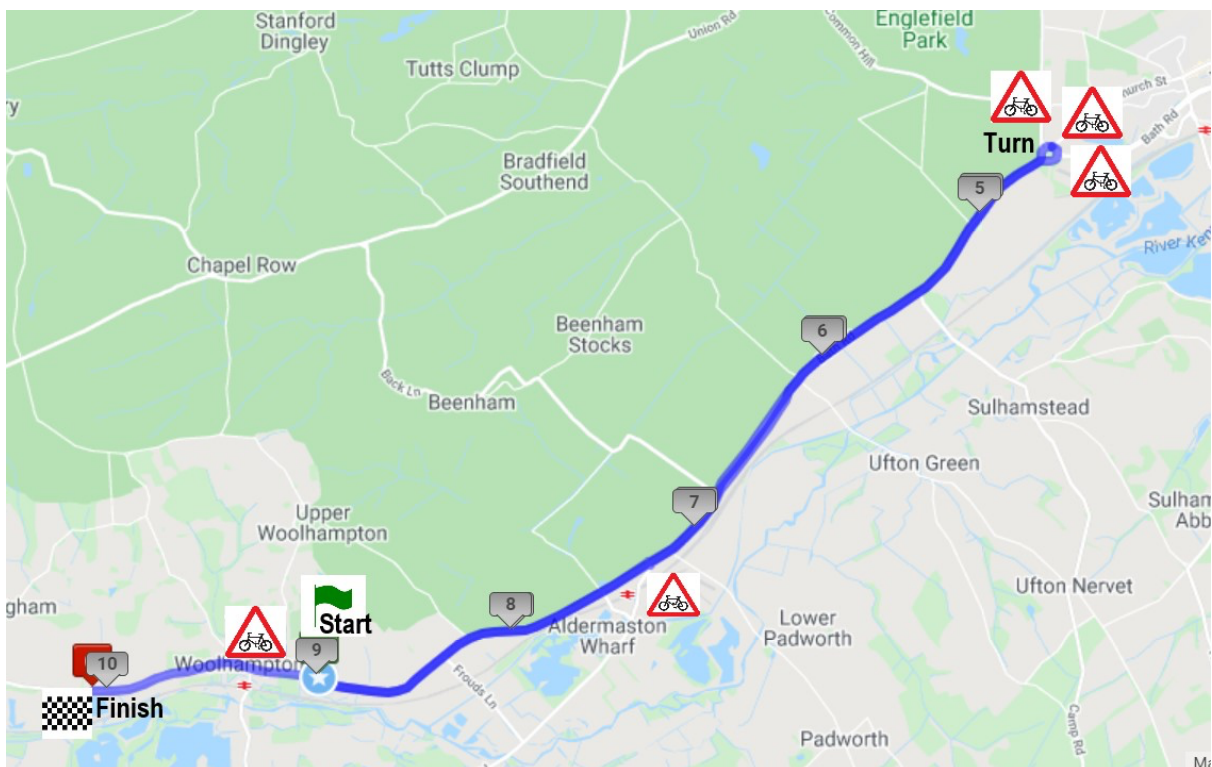 Stanford
Dingley
Tutts Clump
Union Rd
Common Hill
Englefield
Park
Church St
Bath Rd
Turn
5
Bradfield
Southend
River Ken
Chapel Row
6
Beenham
Stocks
Back Ln
Beenham
Sulhamstead
Ufton Green
7
Sulham
Abb
Upper
Woolhampton
Ufton Nervet
gham
Start
8
Aldermaston
Wharf
Lower
Padworth
9
Woolhampton
10
Finish
Frouds Ln
Camp Rd
Padworth
Ma